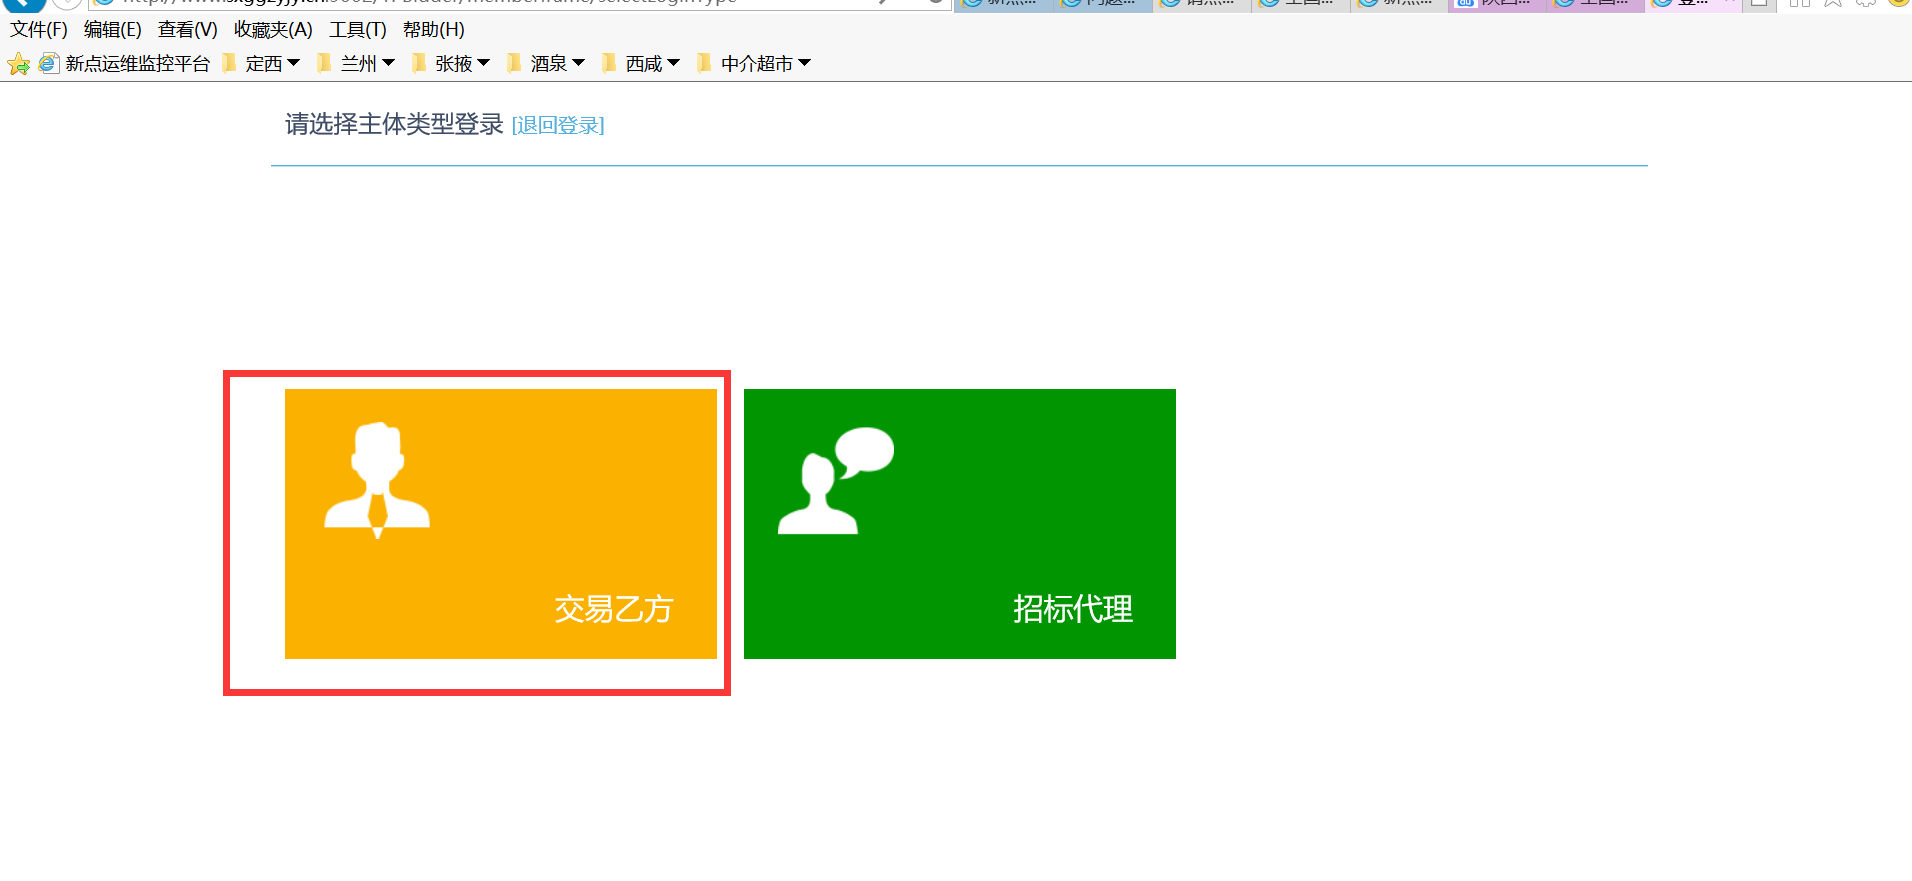 文件(F) 编辑(E) 查看(V) 收藏夹(A) 工具(T) 帮助(H)
新点运维监控平台 定西 兰州 张掖 酒泉 西咸 中介超市
请选择主体类型登录 [退回登录]
交易乙方
招标代理